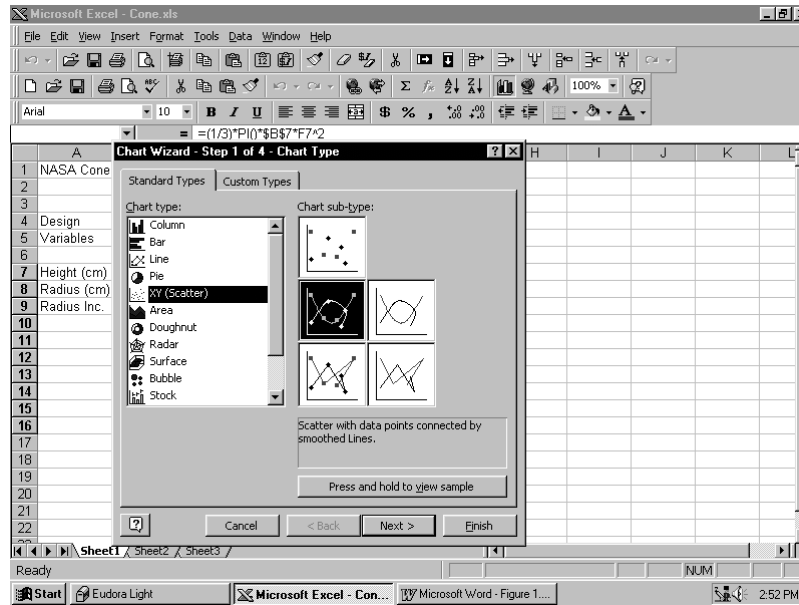 Microsoft Excel - Cone.xls
File Edit View Insert Format Tools Data Window Help
100%
Arial 10 B I U $ % ,
= =(1/3)*PI()*$B$7*F7^2
A H I J K L
1 NASA Cone
2
3
4 Design
5 Variables
6
7 Height (cm)
8 Radius (cm)
9 Radius Inc.
10
11
12
13
14
15
16
17
18
19
20
21
22
23
Chart Wizard - Step 1 of 4 - Chart Type
Standard Types Custom Types
Chart type:
Column
Bar
Line
Pie
XY (Scatter)
Area
Doughnut
Radar
Surface
Bubble
Stock
Chart sub-type:
Scatter with data points connected by
smoothed Lines.
Press and hold to view sample
Cancel < Back Next > Finish
Sheet1 Sheet2 Sheet3
Ready NUM
Start Eudora Light Microsoft Excel - Con... Microsoft Word - Figure 1.... 2:52 PM